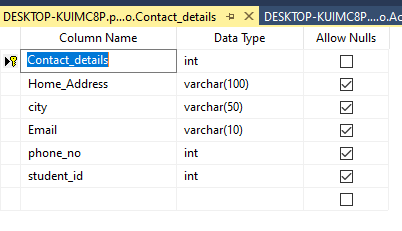 DESKTOP-KUIMC8P.p...o.Contact_details DESKTOP-KUIMC8P....o.Ac
Column Name Data Type Allow Nulls
Contact_details int
Home_Address varchar(100)
city varchar(50)
Email varchar(10)
phone_no int
student_id int